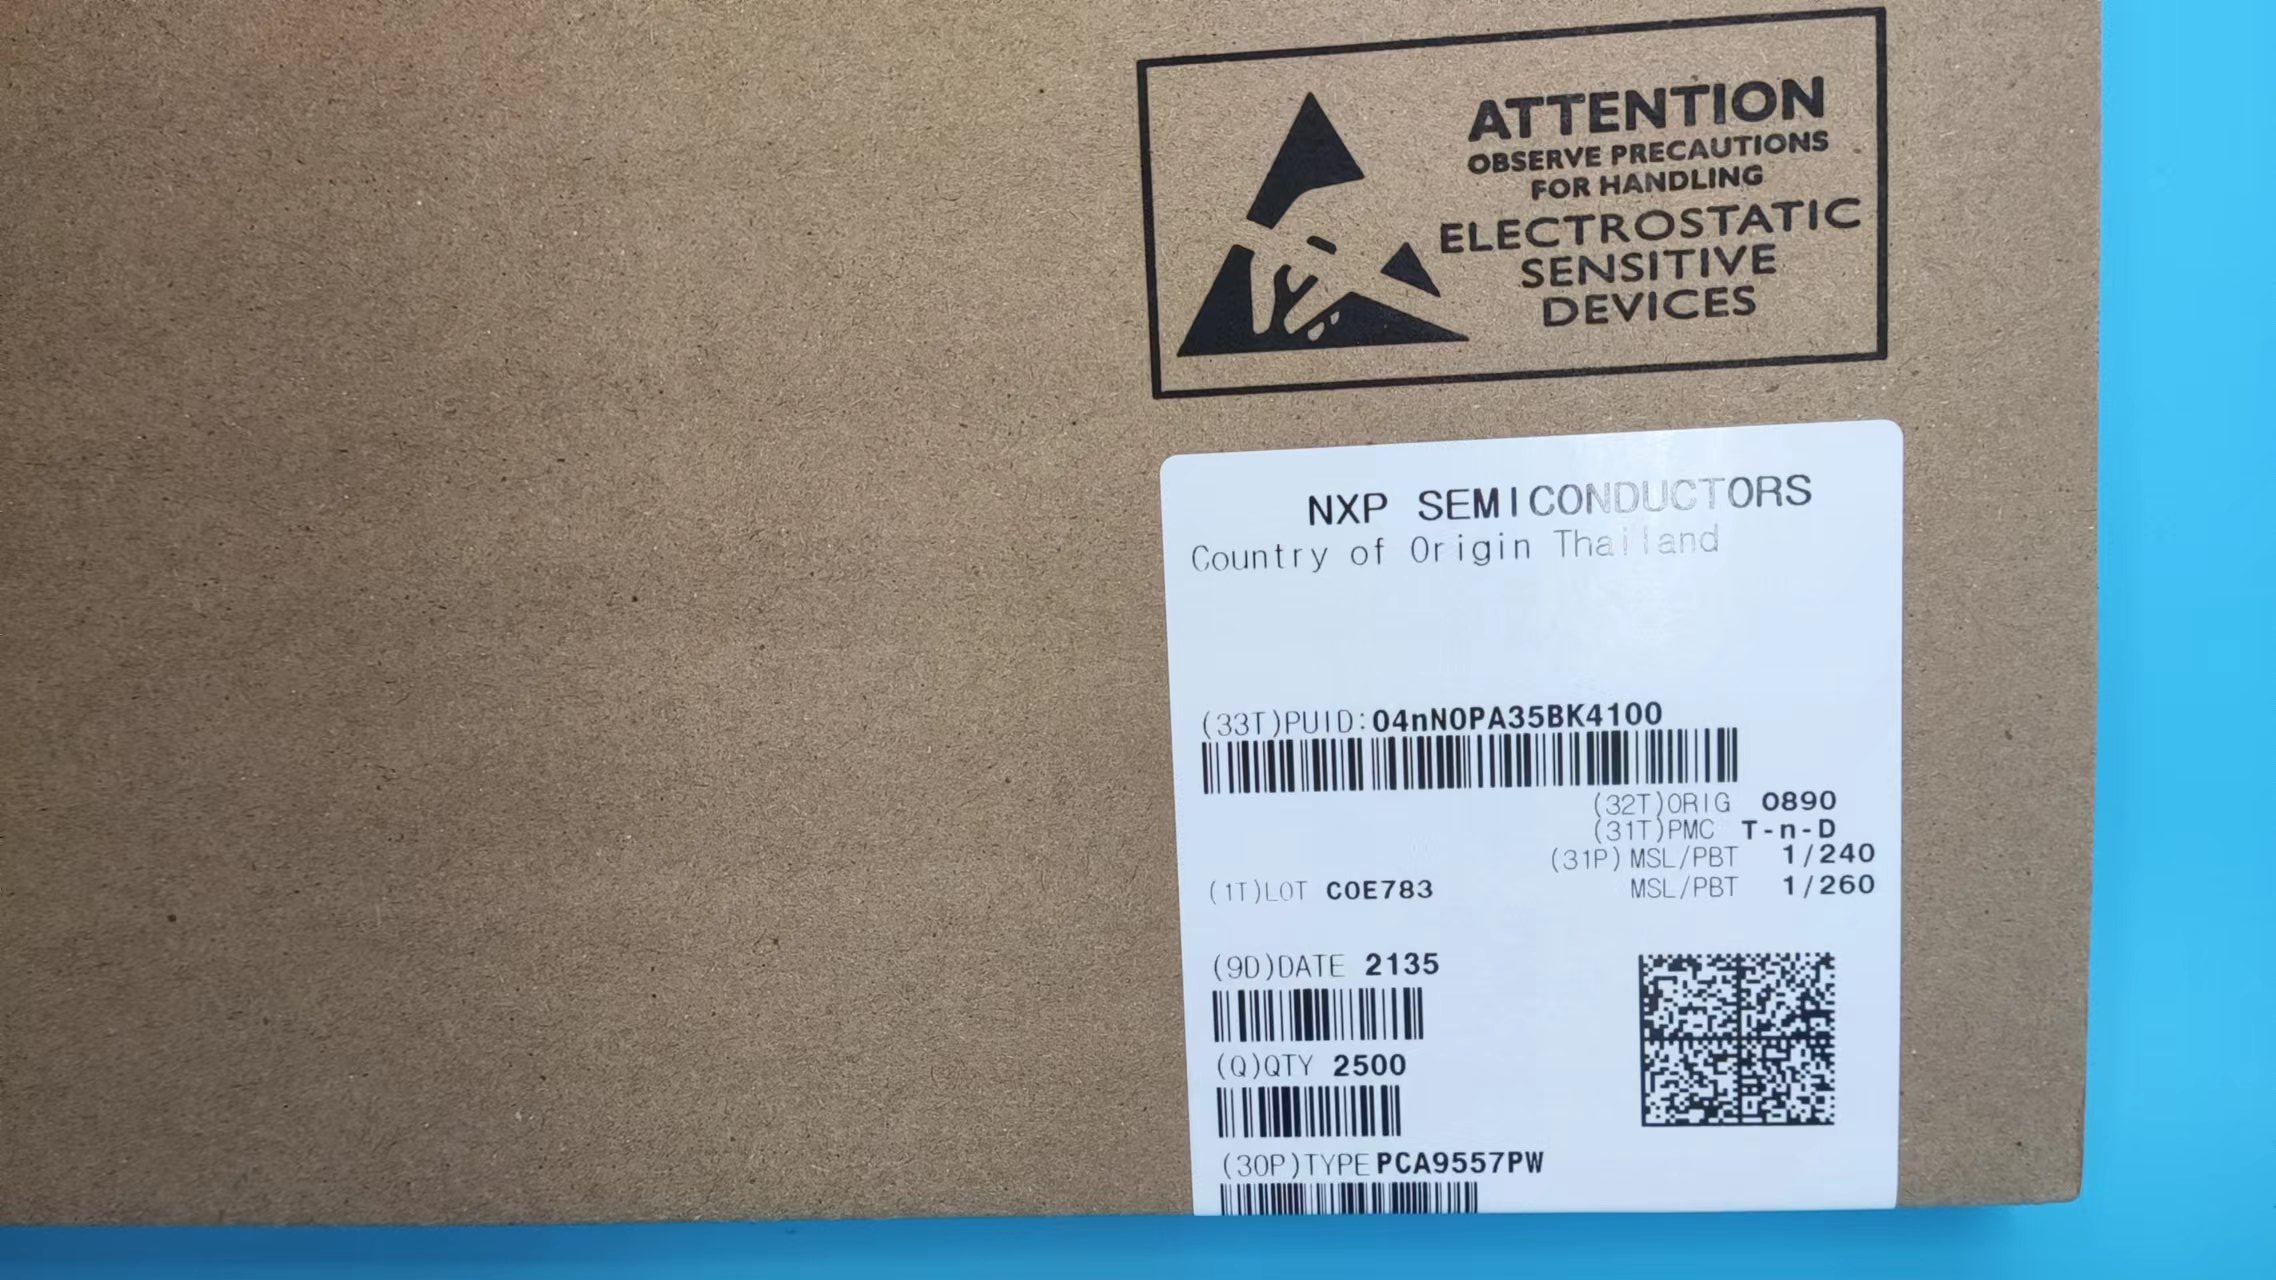 ATTENTION
OBSERVE PRECAUTIONS
FOR HANDLING
ELECTROSTATIC
SENSITIVE
DEVICES
NXP SEMICONDUCTORS
Country of Origin Thailand
(33T)PUID:04nN0PA35BK4100
(32T)ORIG 0890
(31T)PMC T-n-D
(31P)MSL/PBT 1/240
(1T)LOT C0E783 MSL/PBT 1/260
(9D)DATE 2135
(Q)QTY 2500
(30P)TYPE PCA9557PW